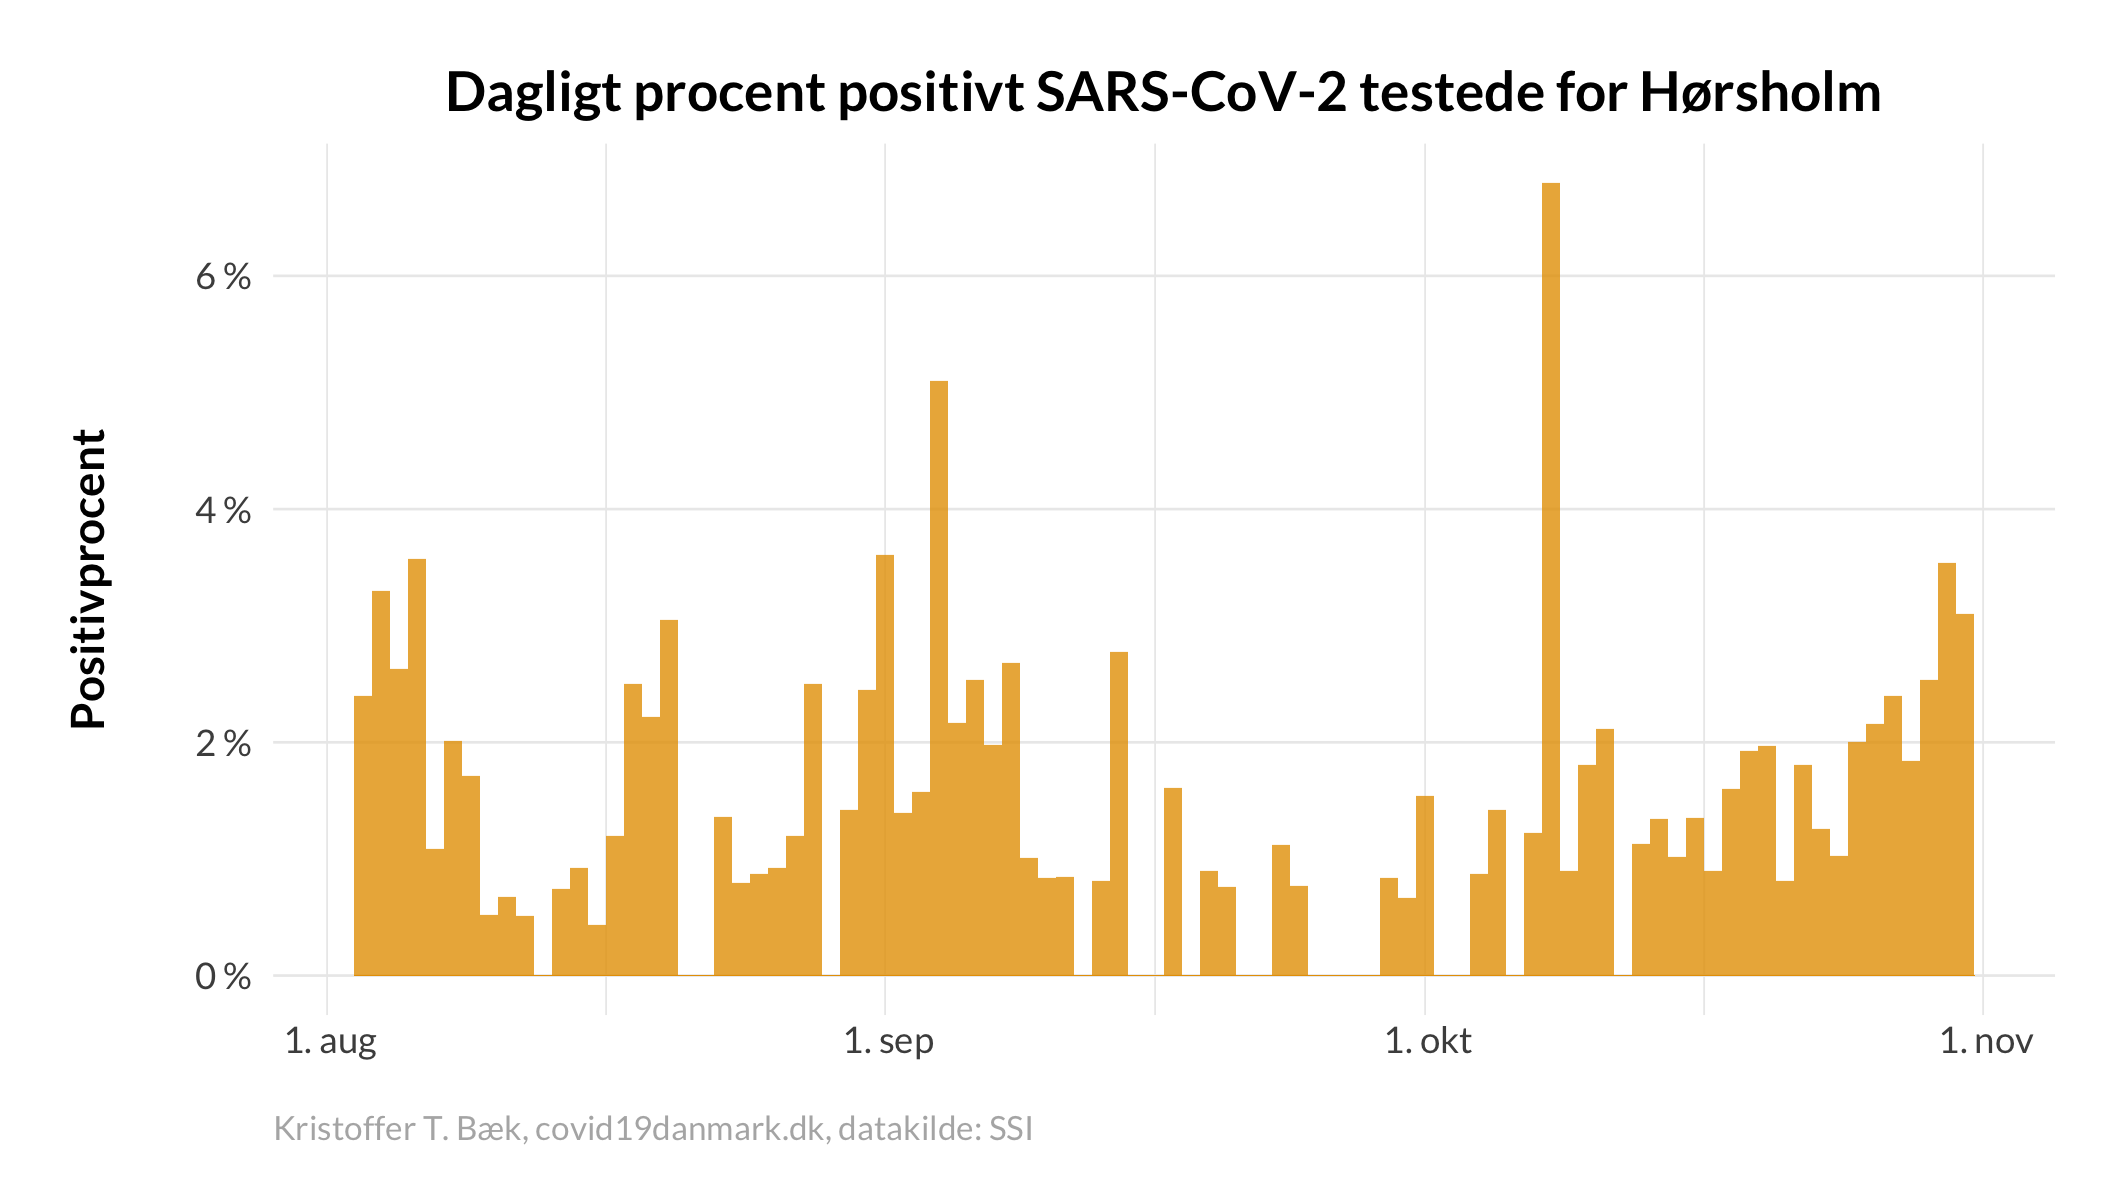 Dagligt procent positivt SARS-CoV-2 testede for Hørsholm
Positivprocent
6 %
4 %
2 %
0 %
1. aug
1. sep
1. okt
1. nov
Kristoffer T. Bæk, covid19danmark.dk, datakilde: SSI